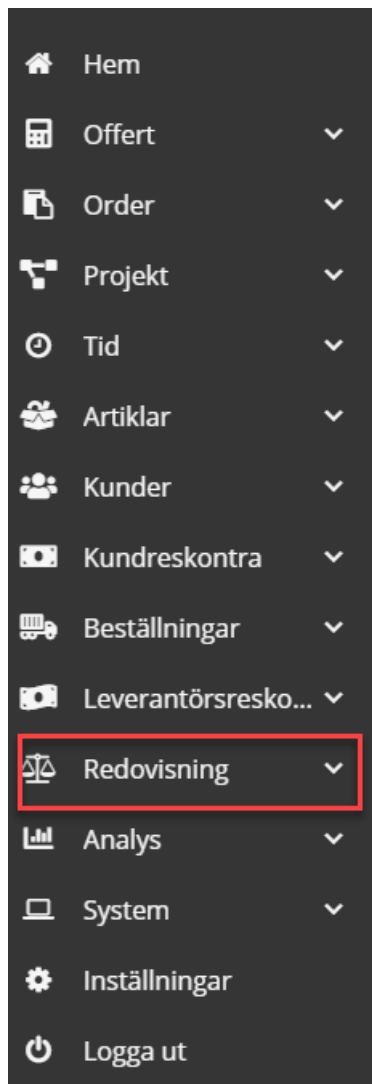 Hem
Offert
Order
Projekt
Tid
Artiklar
Kunder
Kundreskontra
Beställningar
Leverantörsresko...
Redovisning
Analys
System
Inställningar
Logga ut